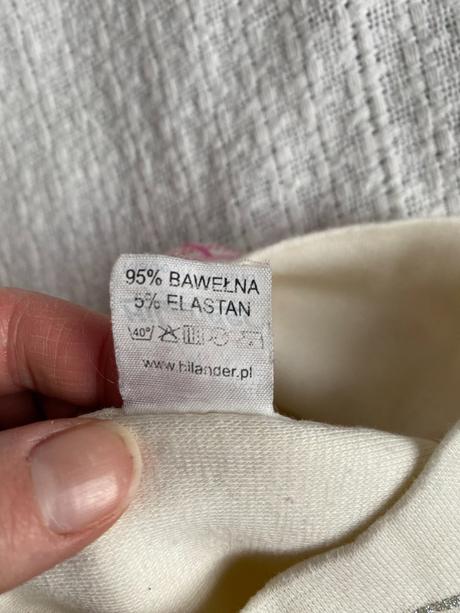 95% BAWEŁNA
5% ELASTAN
40°
www.hilander.pl